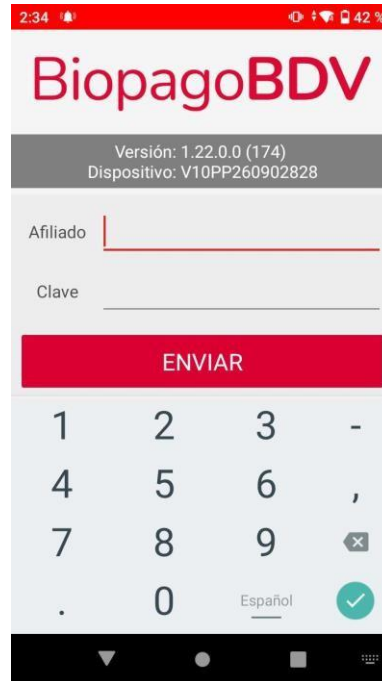 2:34 42 %
BiopagoBDV
Versión: 1.22.0.0 (174)
Dispositivo: V10PP260902828
Afiliado
Clave
ENVIAR
1 2 3 -
4 5 6 ,
7 8 9
. 0 Español